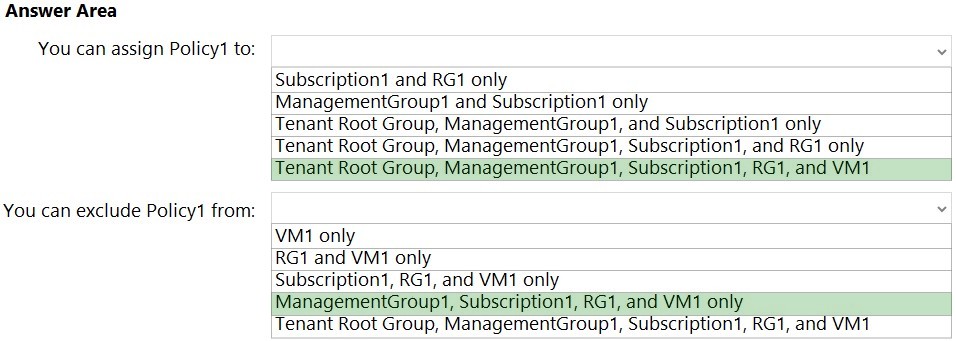 Answer Area
You can assign Policy1 to:
Subscription1 and RG1 only
ManagementGroup1 and Subscription1 only
Tenant Root Group, ManagementGroup1, and Subscription1 only
Tenant Root Group, ManagementGroup1, Subscription1, and RG1 only
Tenant Root Group, ManagementGroup1, Subscription1, RG1, and VM1
You can exclude Policy1 from:
VM1 only
RG1 and VM1 only
Subscription1, RG1, and VM1 only
ManagementGroup1, Subscription1, RG1, and VM1 only
Tenant Root Group, ManagementGroup1, Subscription1, RG1, and VM1